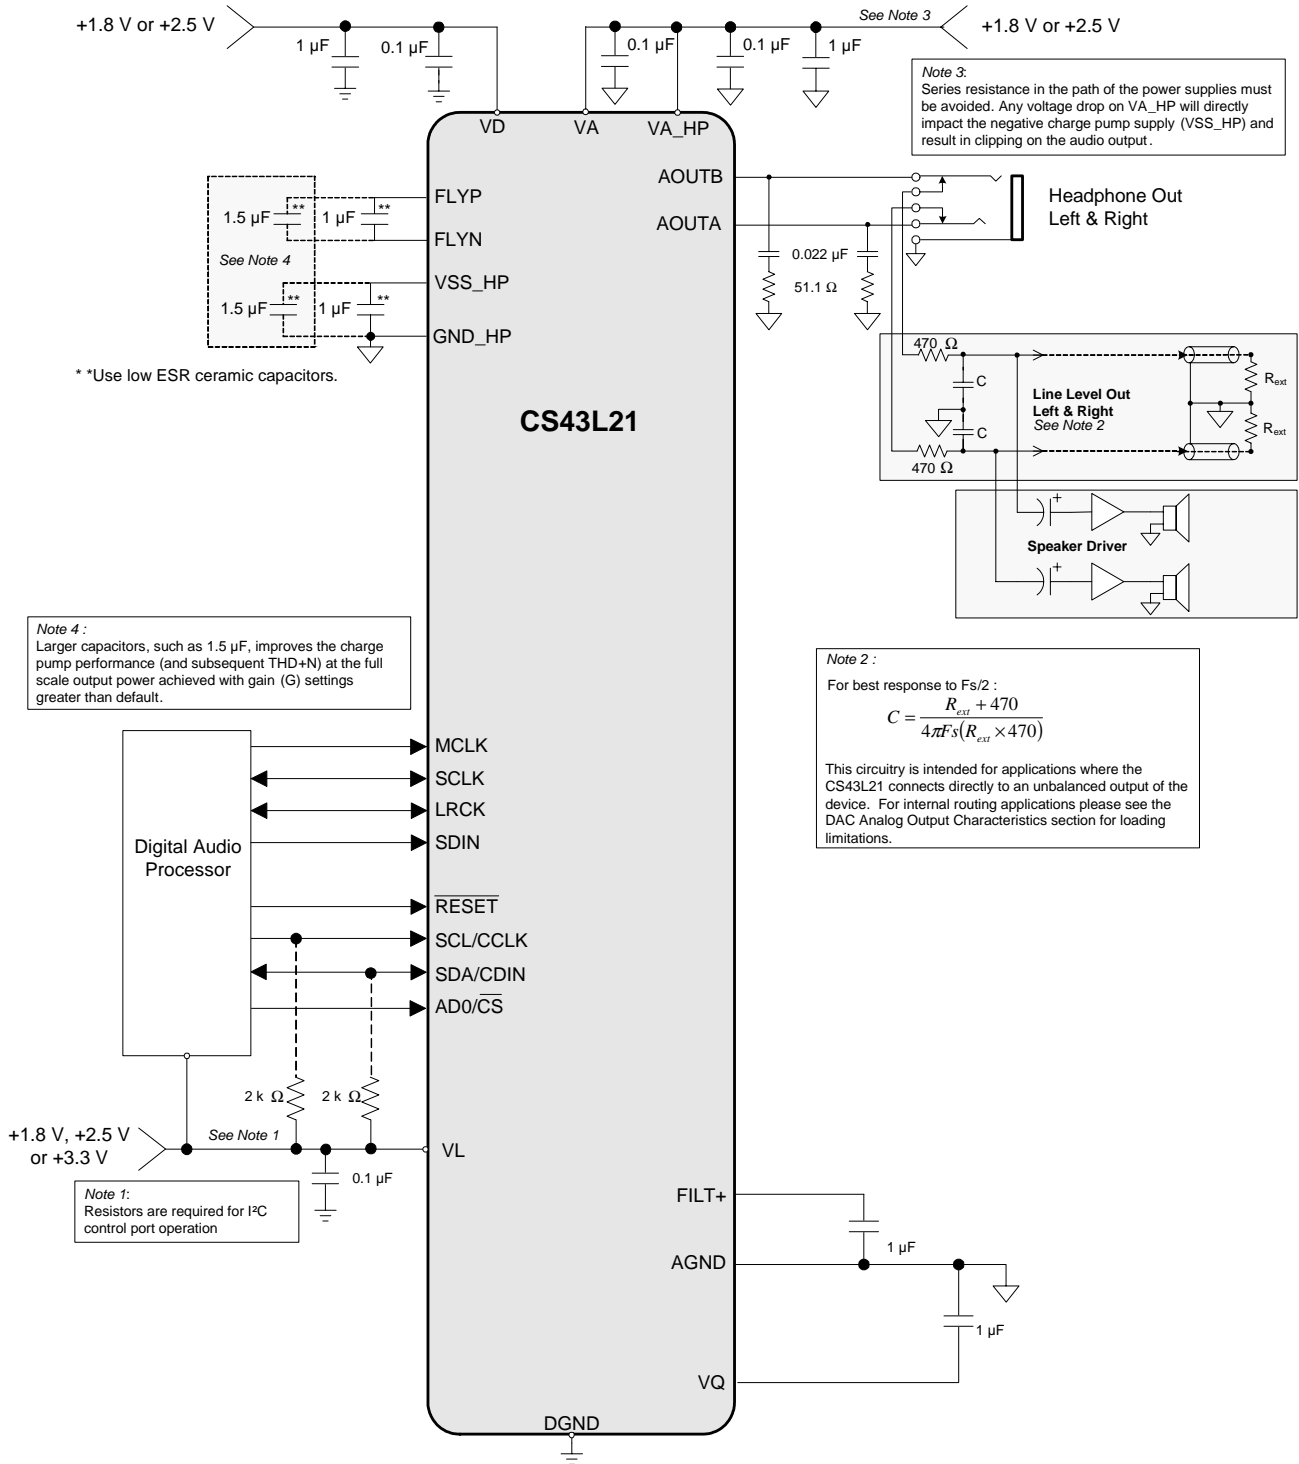 +1.8 V or +2.5 V
1 µF
0.1 µF
See Note 3
+1.8 V or +2.5 V
0.1 µF
0.1 µF
1 µF
Note 3:
Series resistance in the path of the power supplies must
be avoided. Any voltage drop on VA_HP will directly
impact the negative charge pump supply (VSS_HP) and
result in clipping on the audio output.
VD
VA
VA_HP
AOUTB
AOUTA
Headphone Out
Left & Right
0.022 µF
51.1 Ω
FLYP
FLYN
VSS_HP
GND_HP
1.5 µF
**
1 µF
**
See Note 4
1.5 µF
**
1 µF
**
* *Use low ESR ceramic capacitors.
CS43L21
470 Ω
C
C
470 Ω
Line Level Out
Left & Right
See Note 2
Rext
Rext
+
Speaker Driver
+
Note 4 :
Larger capacitors, such as 1.5 µF, improves the charge
pump performance (and subsequent THD+N) at the full
scale output power achieved with gain (G) settings
greater than default.
Note 2 :
For best response to Fs/2 :
C = (Rext + 470) / (4πFs(Rext × 470))
This circuitry is intended for applications where the
CS43L21 connects directly to an unbalanced output of the
device. For internal routing applications please see the
DAC Analog Output Characteristics section for loading
limitations.
Digital Audio
Processor
MCLK
SCLK
LRCK
SDIN
RESET
SCL/CCLK
SDA/CDIN
AD0/CS
2 k Ω
2 k Ω
+1.8 V, +2.5 V
or +3.3 V
See Note 1
VL
0.1 µF
Note 1:
Resistors are required for I²C
control port operation
FILT+
1 µF
AGND
1 µF
VQ
DGND